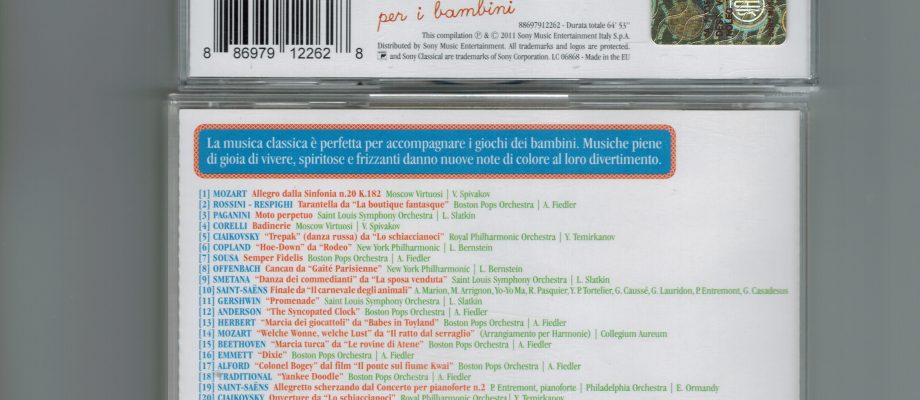 per i bambini
88697912262 - Durata totale 64' 53"
This compilation ℗ & © 2011 Sony Music Entertainment Italy S.p.A.
Distributed by Sony Music Entertainment. All trademarks and logos are protected.
and Sony Classical are trademarks of Sony Corporation. LC 06868 - Made in the EU
8 86979 12262 8
La musica classica è perfetta per accompagnare i giochi dei bambini. Musiche piene
di gioia di vivere, spiritose e frizzanti danno nuove note di colore al loro divertimento.
[1] MOZART Allegro dalla Sinfonia n.20 K.182 Moscow Virtuosi | V. Spivakov
[2] ROSSINI - RESPIGHI Tarantella da "La boutique fantasque" Boston Pops Orchestra | A. Fiedler
[3] PAGANINI Moto perpetuo Saint Louis Symphony Orchestra | L. Slatkin
[4] CORELLI Badinerie Moscow Virtuosi | V. Spivakov
[5] CIAIKOVSKY "Trepak" (danza russa) da "Lo schiaccianoci" Royal Philharmonic Orchestra | Y. Temirkanov
[6] COPLAND "Hoe-Down" da "Rodeo" New York Philharmonic | L. Bernstein
[7] SOUSA Semper Fidelis Boston Pops Orchestra | A. Fiedler
[8] OFFENBACH Cancan da "Gaîté Parisienne" New York Philharmonic | L. Bernstein
[9] SMETANA "Danza dei commedianti" da "La sposa venduta" Saint Louis Symphony Orchestra | L. Slatkin
[10] SAINT-SAËNS Finale da "Il carnevale degli animali" A. Marion, M. Arrignon, Yo-Yo Ma, R. Pasquier, Y. P. Tortelier, G. Caussé, G. Lauridon, P. Entremont, G. Casadesus
[11] GERSHWIN "Promenade" Saint Louis Symphony Orchestra | L. Slatkin
[12] ANDERSON "The Syncopated Clock" Boston Pops Orchestra | A. Fiedler
[13] HERBERT "Marcia dei giocattoli" da "Babes in Toyland" Boston Pops Orchestra | A. Fiedler
[14] MOZART "Welche Wonne, welche Lust" da "Il ratto dal serraglio" (Arrangiamento per Harmonie) | Collegium Aureum
[15] BEETHOVEN "Marcia turca" da "Le rovine di Atene" Boston Pops Orchestra | A. Fiedler
[16] EMMETT "Dixie" Boston Pops Orchestra | A. Fiedler
[17] ALFORD "Colonel Bogey" dal film "Il ponte sul fiume Kwai" Boston Pops Orchestra | A. Fiedler
[18] TRADITIONAL "Yankee Doodle" Boston Pops Orchestra | A. Fiedler
[19] SAINT-SAËNS Allegretto scherzando dal Concerto per pianoforte n.2 P. Entremont, pianoforte | Philadelphia Orchestra | E. Ormandy
[20] CIAIKOVSKY Ouverture da "Lo schiaccianoci" Royal Philharmonic Orchestra | Y. Temirkanov